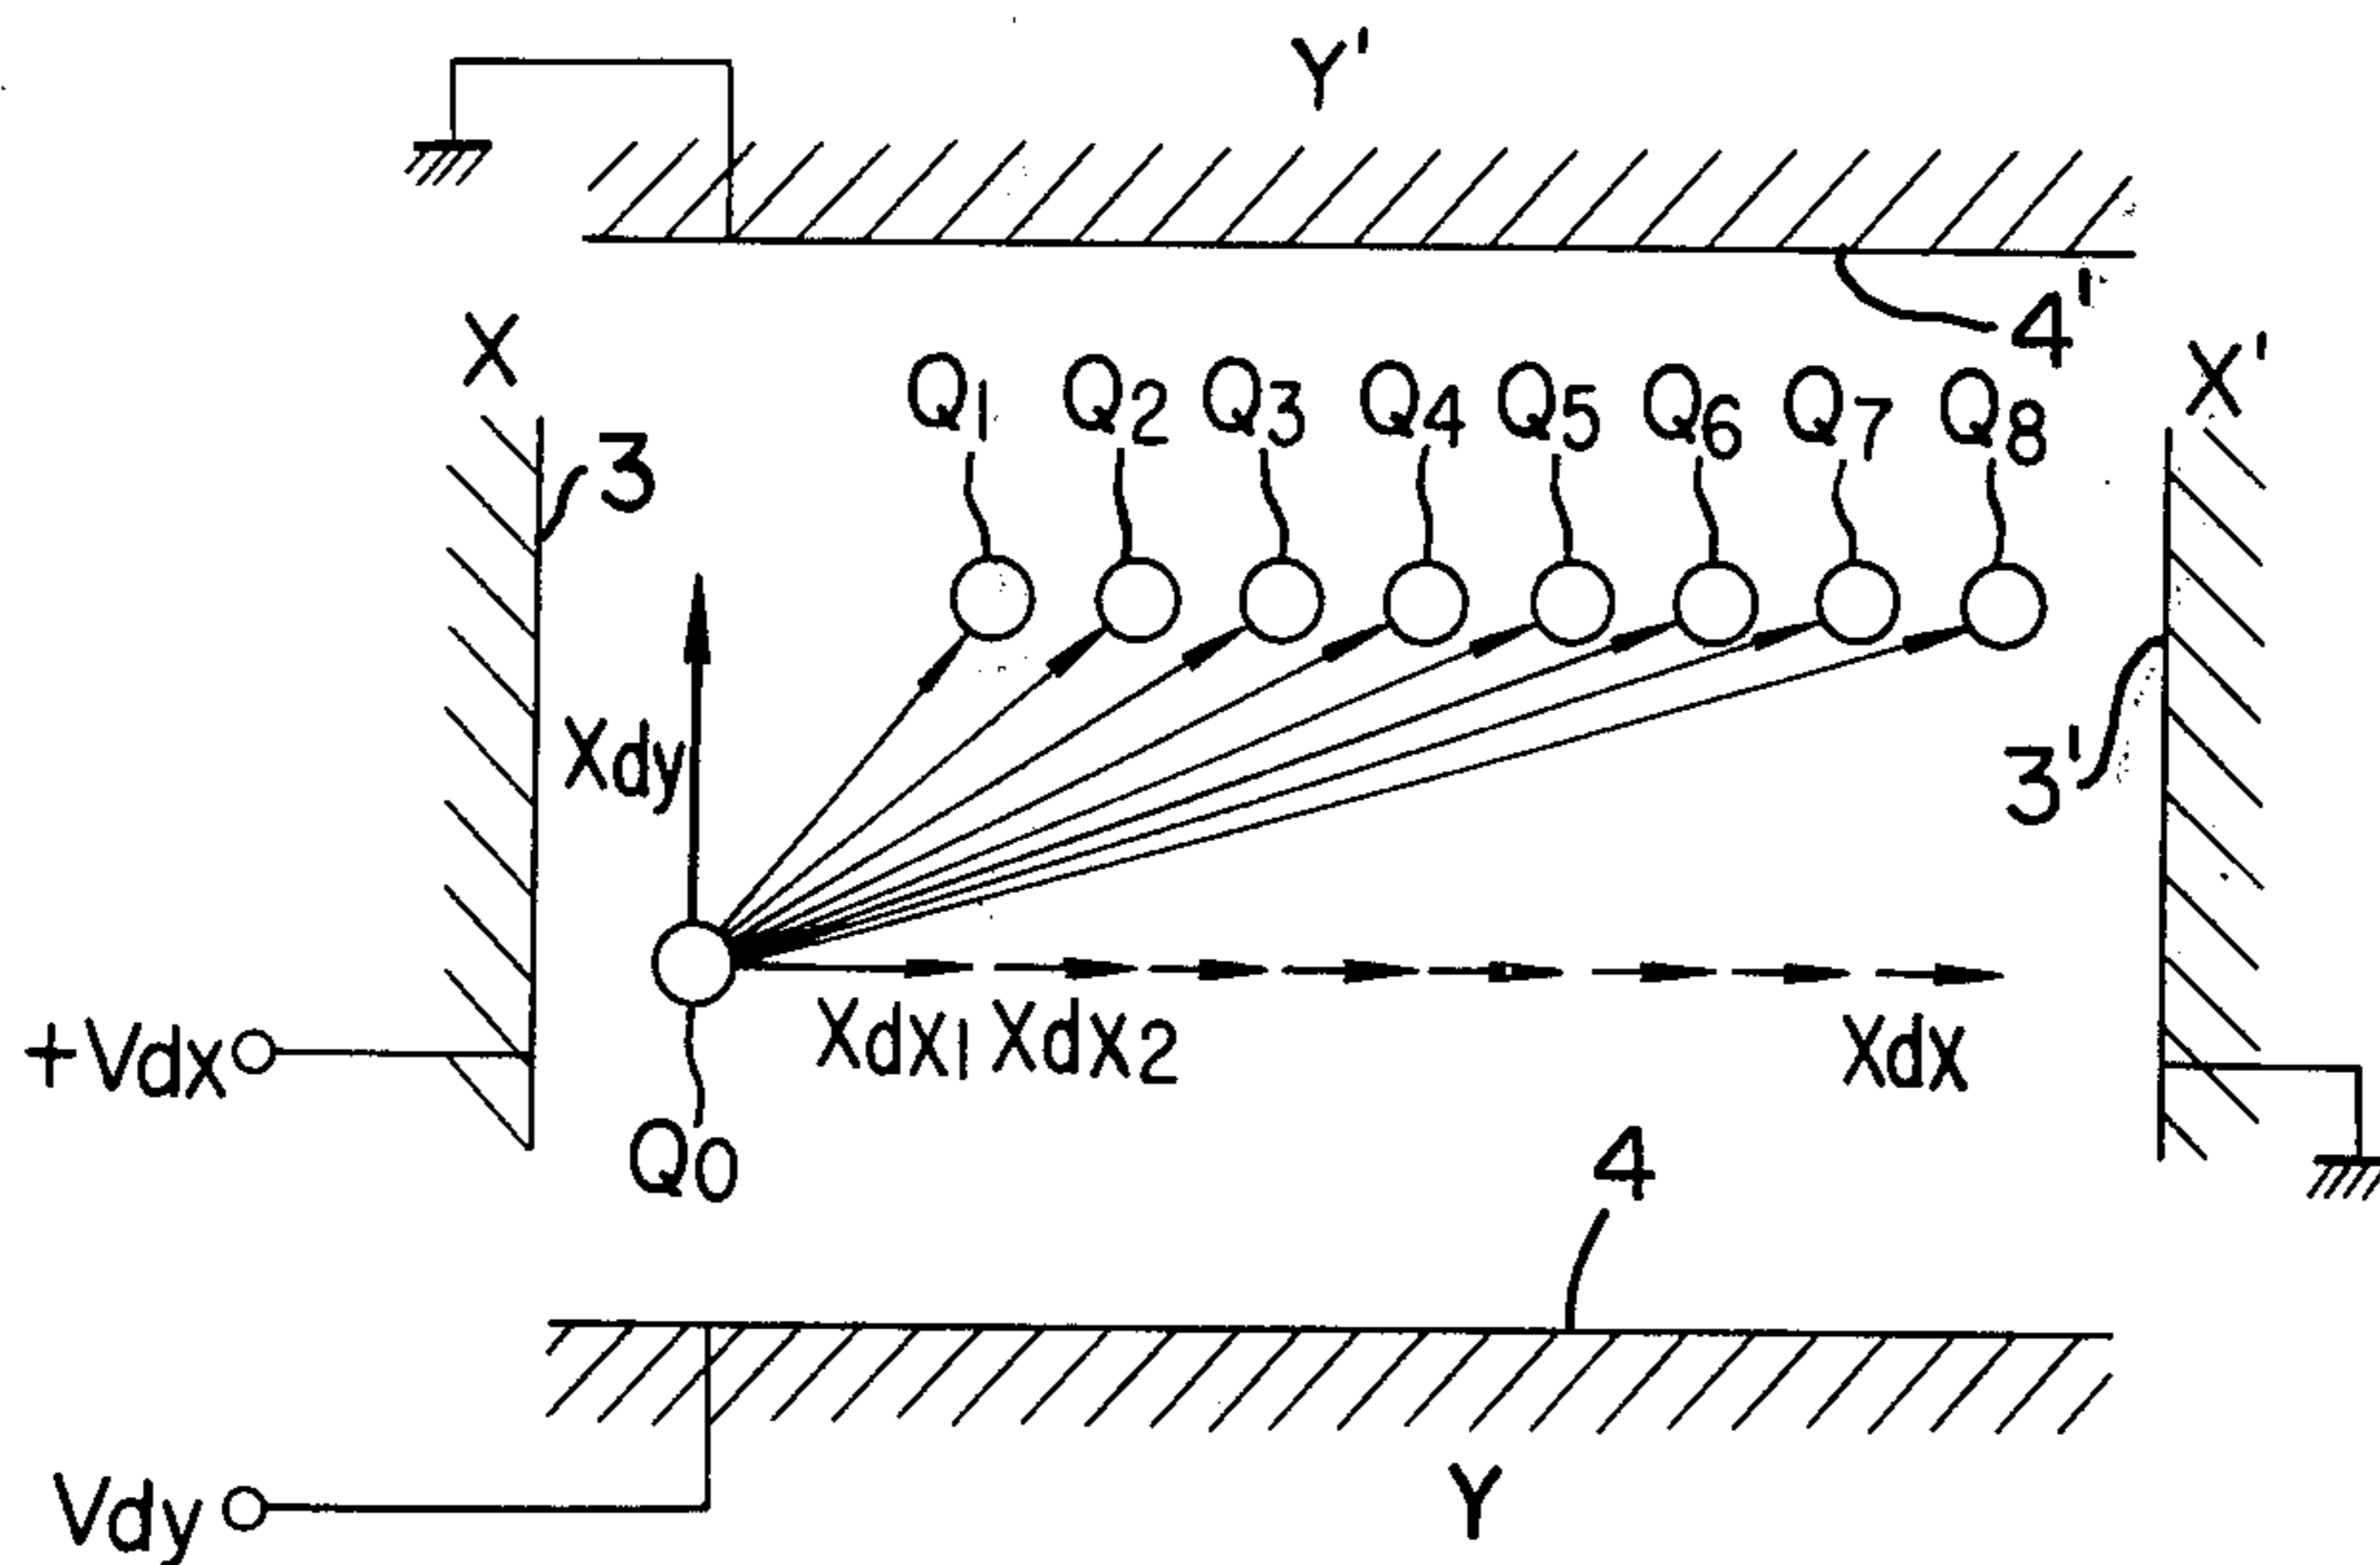 Y'
4'
X
X'
3
Q1 Q2 Q3 Q4 Q5 Q6 Q7 Q8
Xdy
3'
Xdx1 Xdx2 Xdx
+Vdx
Q0
4
Vdy
Y